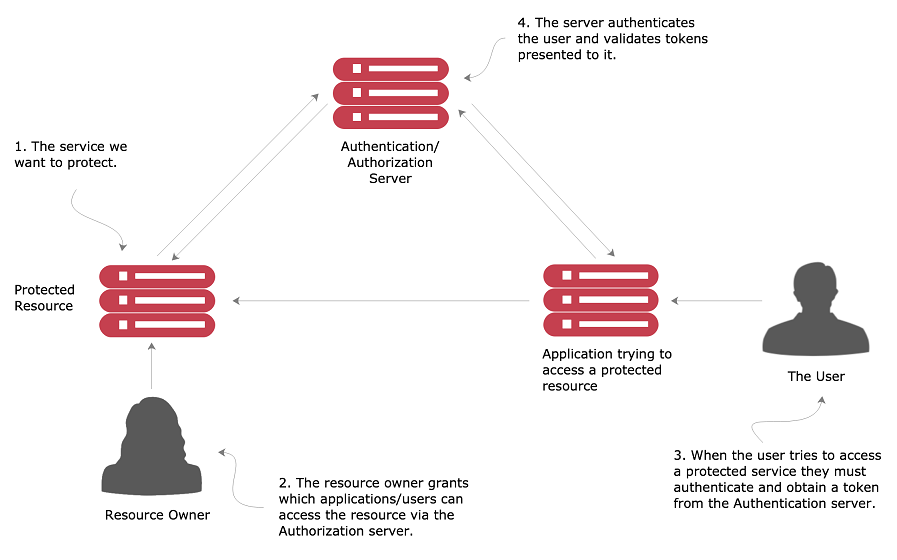 4. The server authenticates
the user and validates tokens
presented to it.
1. The service we
want to protect.
Authentication/
Authorization
Server
Protected
Resource
Application trying to
access a protected
resource
The User
3. When the user tries to access
a protected service they must
authenticate and obtain a token
from the Authentication server.
2. The resource owner grants
which applications/users can
access the resource via the
Authorization server.
Resource Owner